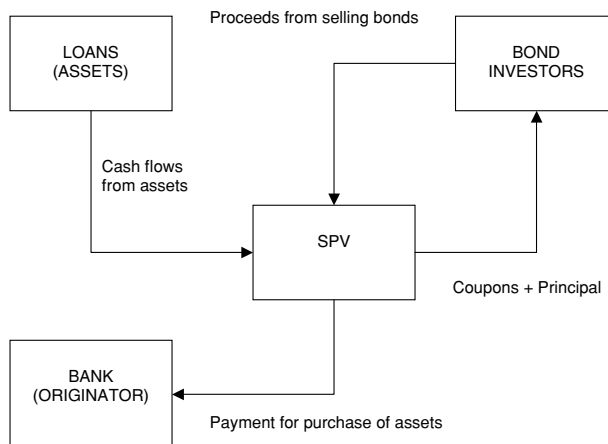 Proceeds from selling bonds
LOANS
(ASSETS)
BOND
INVESTORS
Cash flows
from assets
SPV
Coupons + Principal
BANK
(ORIGINATOR)
Payment for purchase of assets